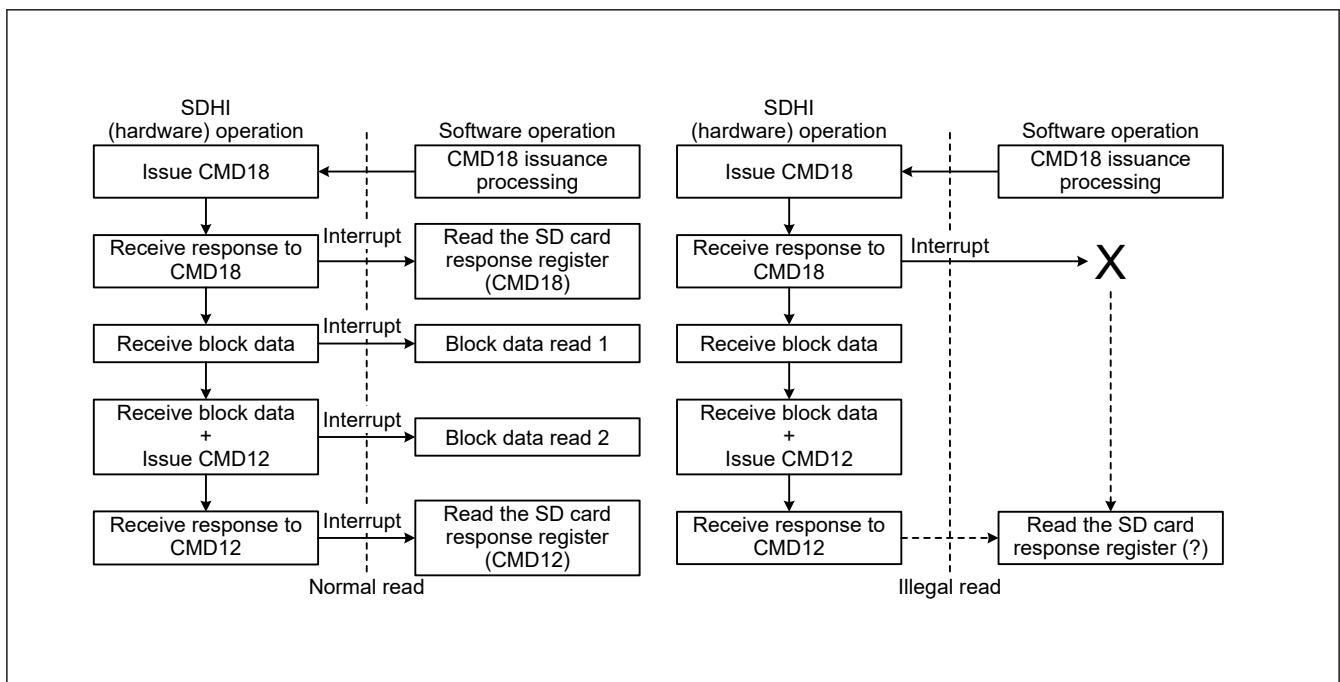 SDHI
(hardware) operation
Software operation
Issue CMD18
CMD18 issuance
processing
Receive response to
CMD18
Interrupt
Read the SD card
response register
(CMD18)
Receive block data
Interrupt
Block data read 1
Receive block data
+
Issue CMD12
Interrupt
Block data read 2
Receive response to
CMD12
Interrupt
Read the SD card
response register
(CMD12)
Normal read
SDHI
(hardware) operation
Software operation
Issue CMD18
CMD18 issuance
processing
Receive response to
CMD18
Interrupt
X
Receive block data
Receive block data
+
Issue CMD12
Receive response to
CMD12
Read the SD card
response register (?)
Illegal read